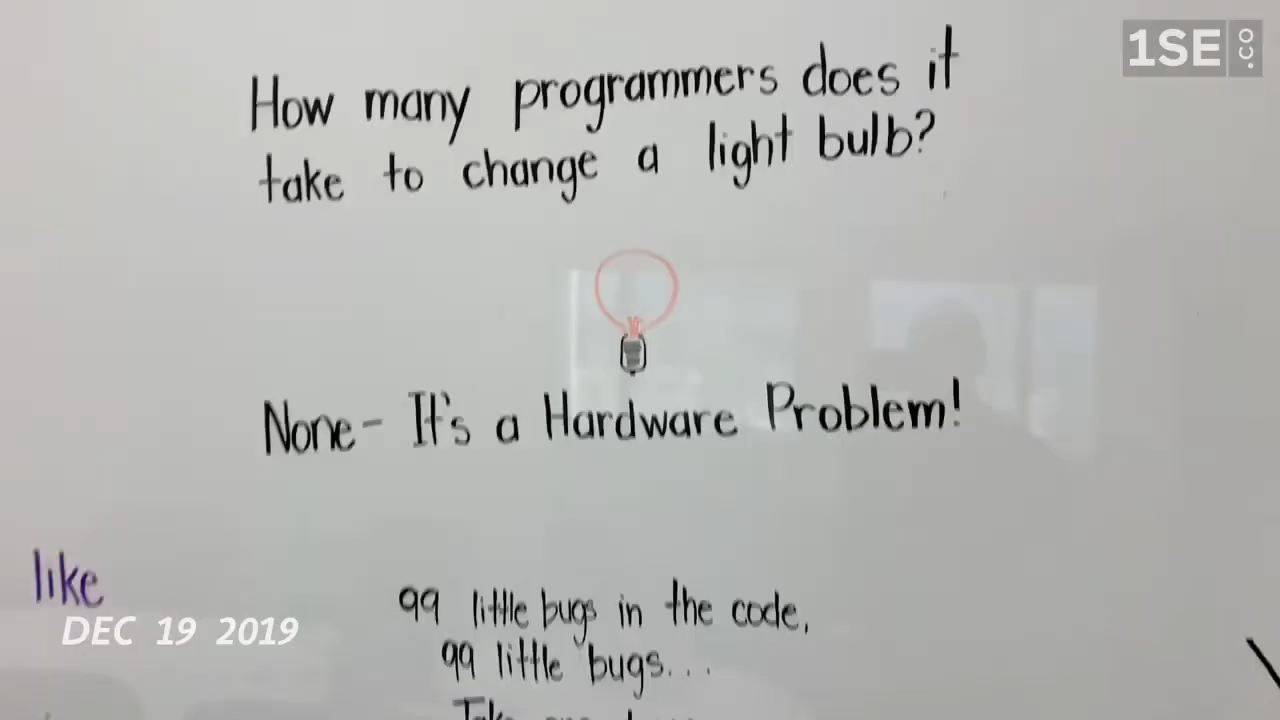 1SE.co
How many programmers does it
take to change a light bulb?
None - It's a Hardware Problem!
like
DEC 19 2019
99 little bugs in the code,
99 little bugs...